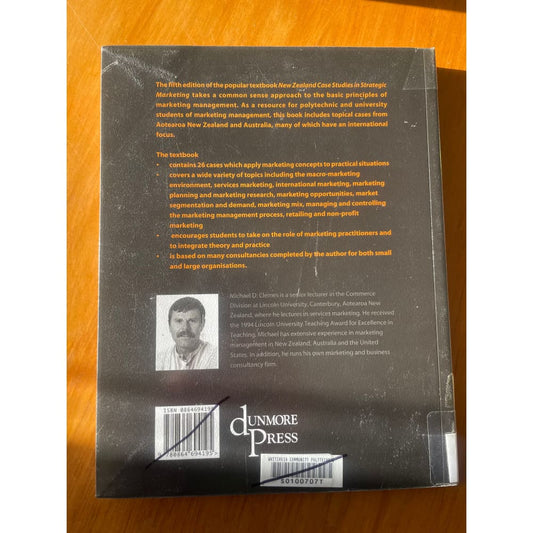 The fifth edition of the popular textbook New Zealand Case Studies in Strategic
Marketing takes a common sense approach to the basic principles of
marketing management. As a resource for polytechnic and university
students of marketing management, this book includes topical cases from
Aotearoa New Zealand and Australia, many of which have an international
focus.
The textbook
• contains 26 cases which apply marketing concepts to practical situations
• covers a wide variety of topics including the macro-marketing
environment, services marketing, international marketing, marketing
planning and marketing research, marketing opportunities, market
segmentation and demand, marketing mix, managing and controlling
the marketing management process, retailing and non-profit
marketing
• encourages students to take on the role of marketing practitioners and
to integrate theory and practice
• is based on many consultancies completed by the author for both small
and large organisations.
Michael D. Clemes is a senior lecturer in the Commerce
Division at Lincoln University, Canterbury, Aotearoa New
Zealand, where he lectures in services marketing. He received
the 1994 Lincoln University Teaching Award for Excellence in
Teaching. Michael has extensive experience in marketing
management in New Zealand, Australia and the United
States. In addition, he runs his own marketing and business
consultancy firm.
ISBN 086469419
9 780864 694195
DUNMORE
PRESS
WHITIREIA COMMUNITY
S0100707T